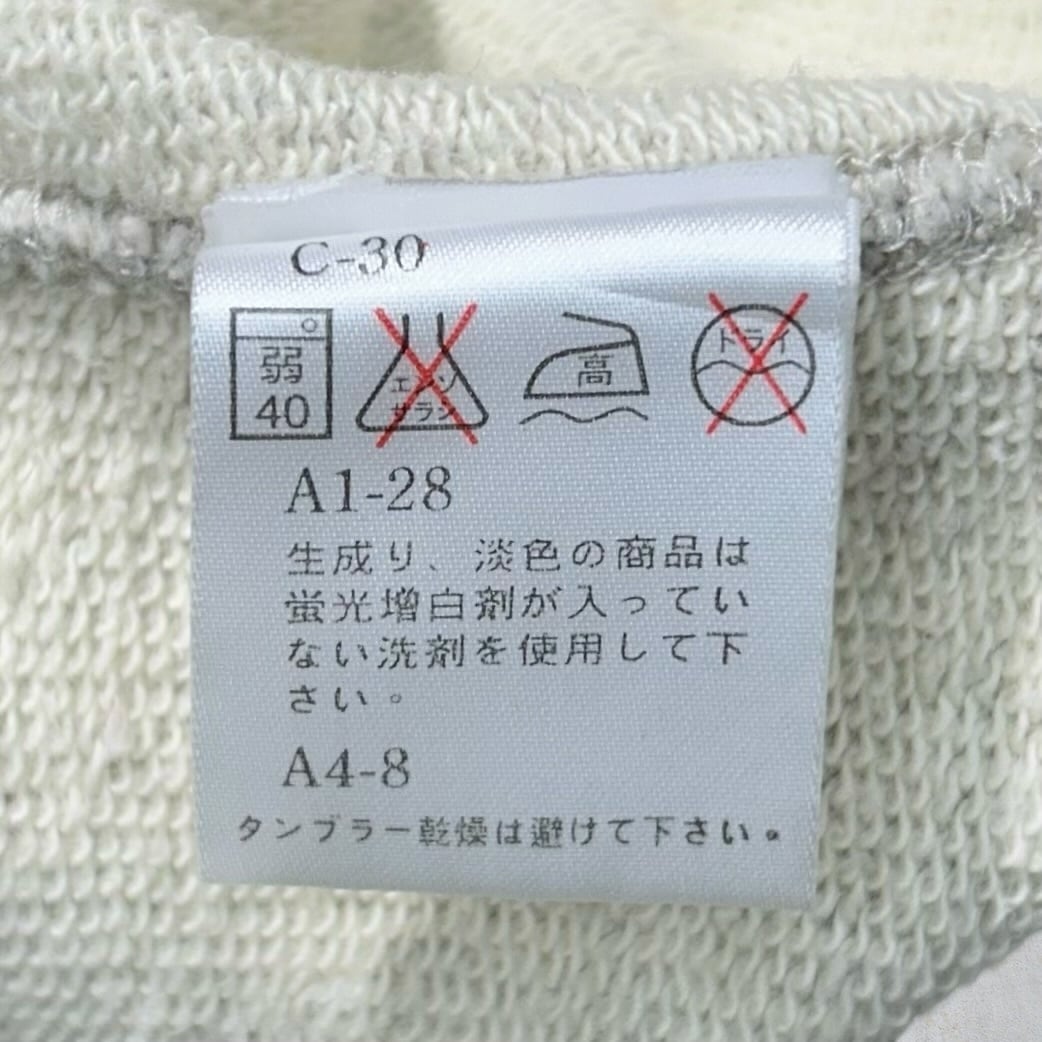 C-30
弱 40
エンソ サラシ
高
ドライ
A1-28
生成り、淡色の商品は
蛍光増白剤が入ってい
ない洗剤を使用して下
さい。
A4-8
タンブラー乾燥は避けて下さい。